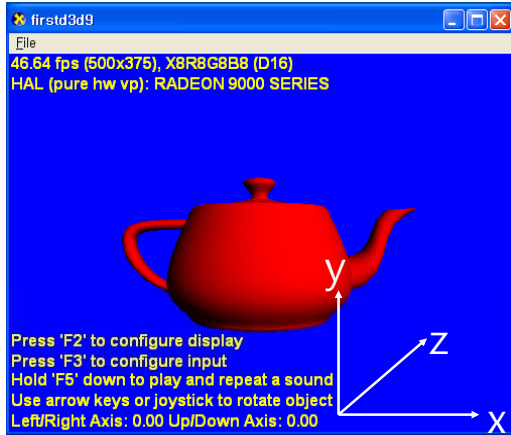 firstd3d9
File
46.64 fps (500x375), X8R8G8B8 (D16)
HAL (pure hw vp): RADEON 9000 SERIES
y
z
x
Press 'F2' to configure display
Press 'F3' to configure input
Hold 'F5' down to play and repeat a sound
Use arrow keys or joystick to rotate object
Left/Right Axis: 0.00 Up/Down Axis: 0.00